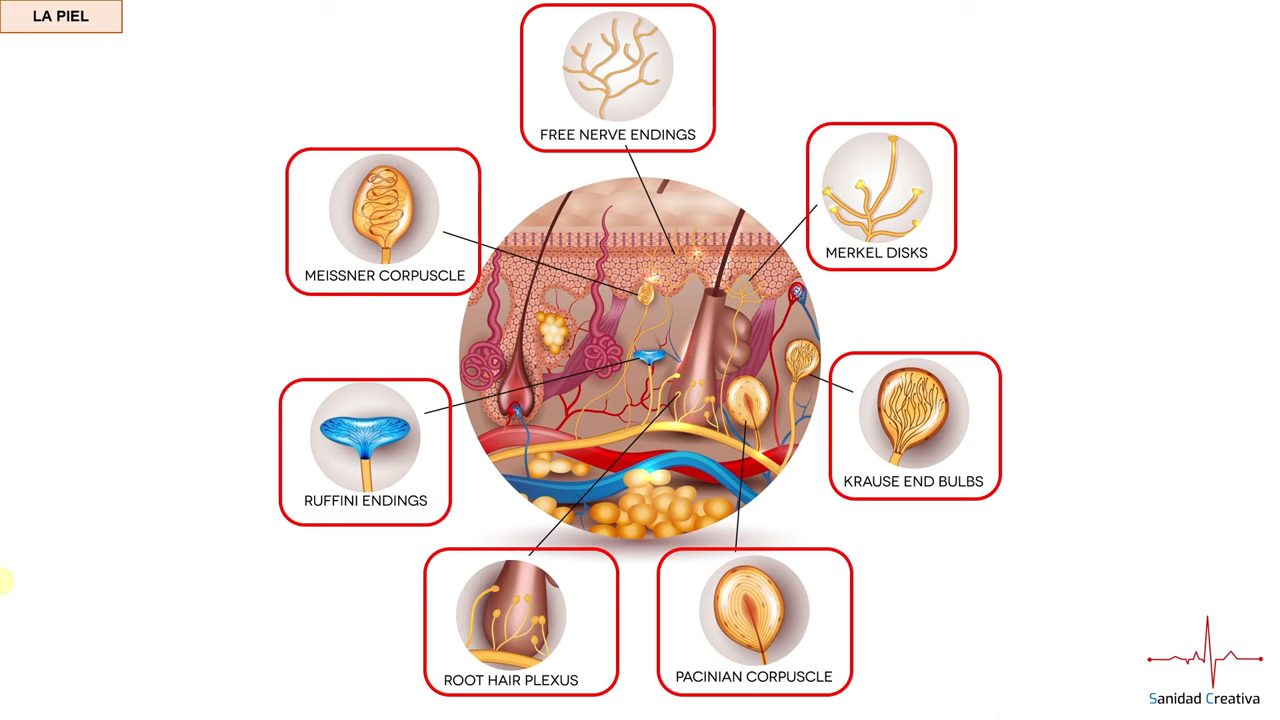 LA PIEL
FREE NERVE ENDINGS
MERKEL DISKS
MEISSNER CORPUSCLE
KRAUSE END BULBS
RUFFINI ENDINGS
ROOT HAIR PLEXUS
PACINIAN CORPUSCLE
Sanidad Creativa